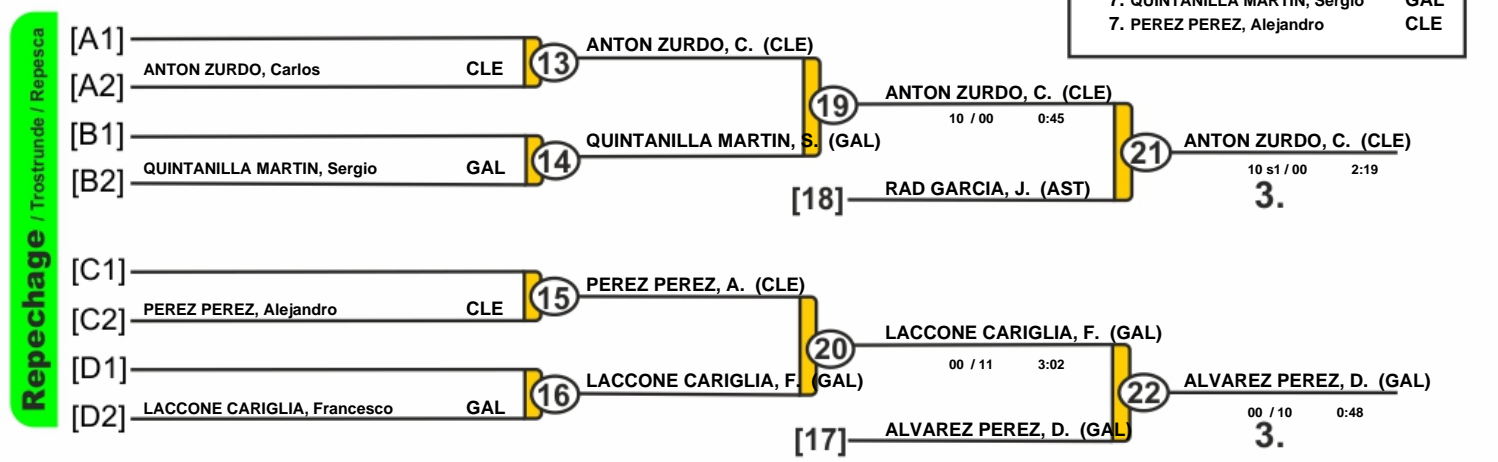 7. QUINTANILLA MARTIN, Sergio GAL
7. PEREZ PEREZ, Alejandro CLE
Repechage / Trostrunde / Repesca
[A1]
[A2] ANTON ZURDO, Carlos CLE
13
ANTON ZURDO, C. (CLE)
[B1]
[B2] QUINTANILLA MARTIN, Sergio GAL
14
QUINTANILLA MARTIN, S. (GAL)
19
ANTON ZURDO, C. (CLE)
10 / 00 0:45
[18] RAD GARCIA, J. (AST)
21
ANTON ZURDO, C. (CLE)
10 s1 / 00 2:19
3.
[C1]
[C2] PEREZ PEREZ, Alejandro CLE
15
PEREZ PEREZ, A. (CLE)
[D1]
[D2] LACCONE CARIGLIA, Francesco GAL
16
LACCONE CARIGLIA, F. (GAL)
20
LACCONE CARIGLIA, F. (GAL)
00 / 11 3:02
[17] ALVAREZ PEREZ, D. (GAL)
22
ALVAREZ PEREZ, D. (GAL)
00 / 10 0:48
3.